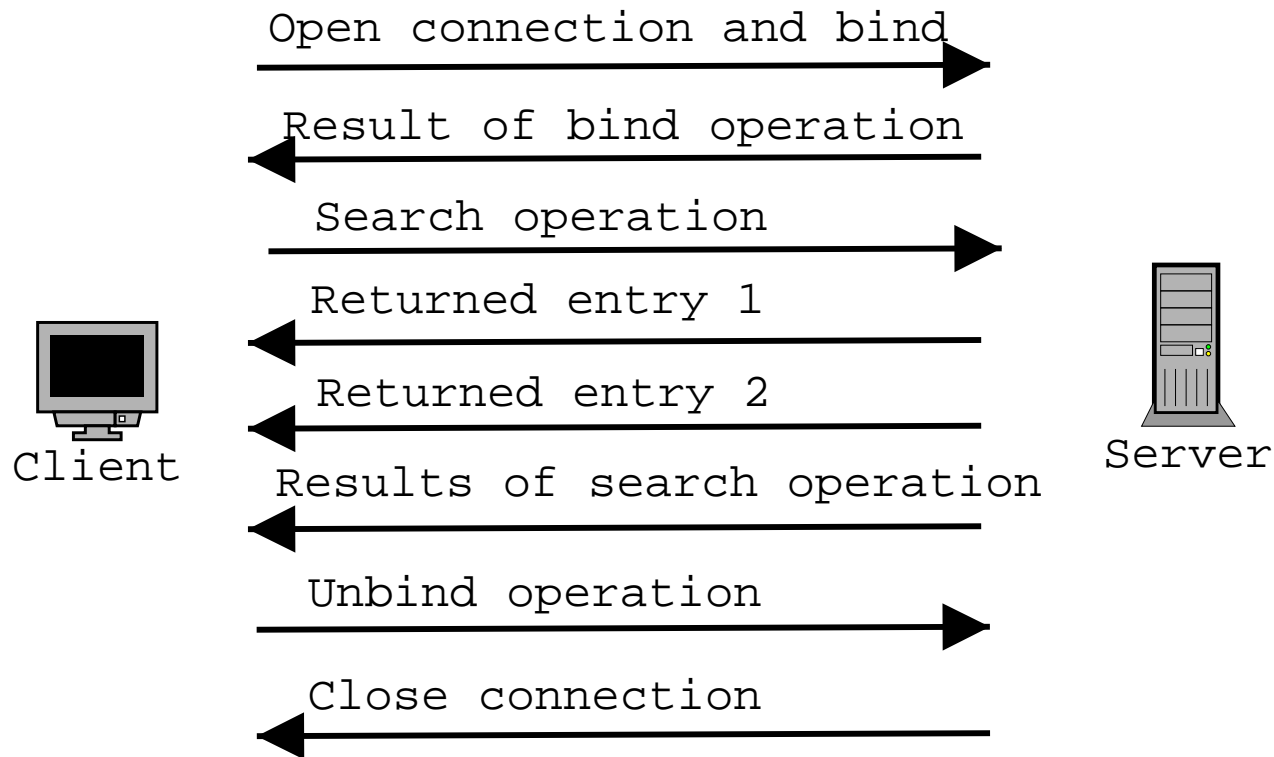 Open connection and bind
Result of bind operation
Search operation
Returned entry 1
Returned entry 2
Client
Server
Results of search operation
Unbind operation
Close connection